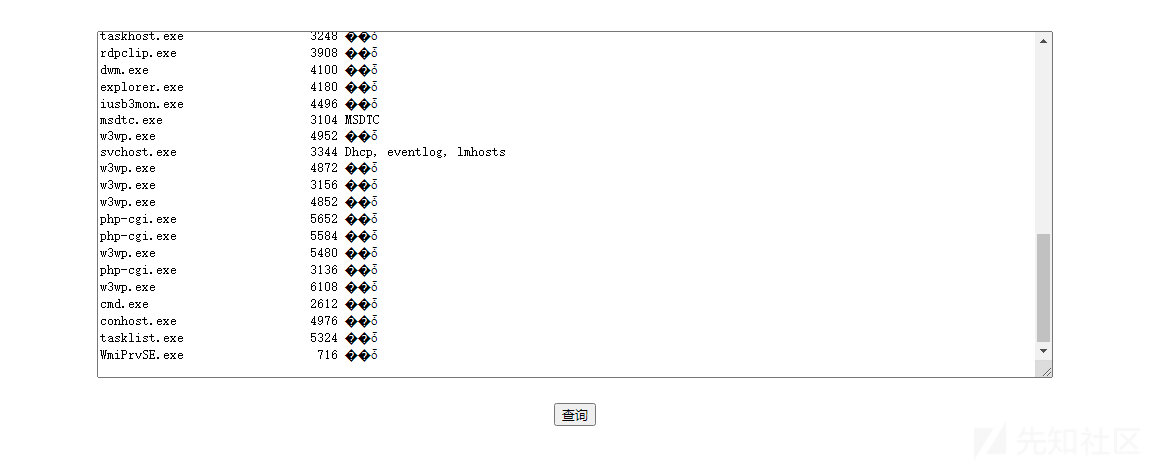 taskhost.exe 3248 ��ȱ
rdpclip.exe 3908 ��ȱ
dwm.exe 4100 ��ȱ
explorer.exe 4180 ��ȱ
iusb3mon.exe 4496 ��ȱ
msdtc.exe 3104 MSDTC
w3wp.exe 4952 ��ȱ
svchost.exe 3344 Dhcp, eventlog, lmhosts
w3wp.exe 4872 ��ȱ
w3wp.exe 3156 ��ȱ
w3wp.exe 4852 ��ȱ
php-cgi.exe 5652 ��ȱ
php-cgi.exe 5584 ��ȱ
w3wp.exe 5480 ��ȱ
php-cgi.exe 3136 ��ȱ
w3wp.exe 6108 ��ȱ
cmd.exe 2612 ��ȱ
conhost.exe 4976 ��ȱ
tasklist.exe 5324 ��ȱ
WmiPrvSE.exe 716 ��ȱ
查询
先知社区